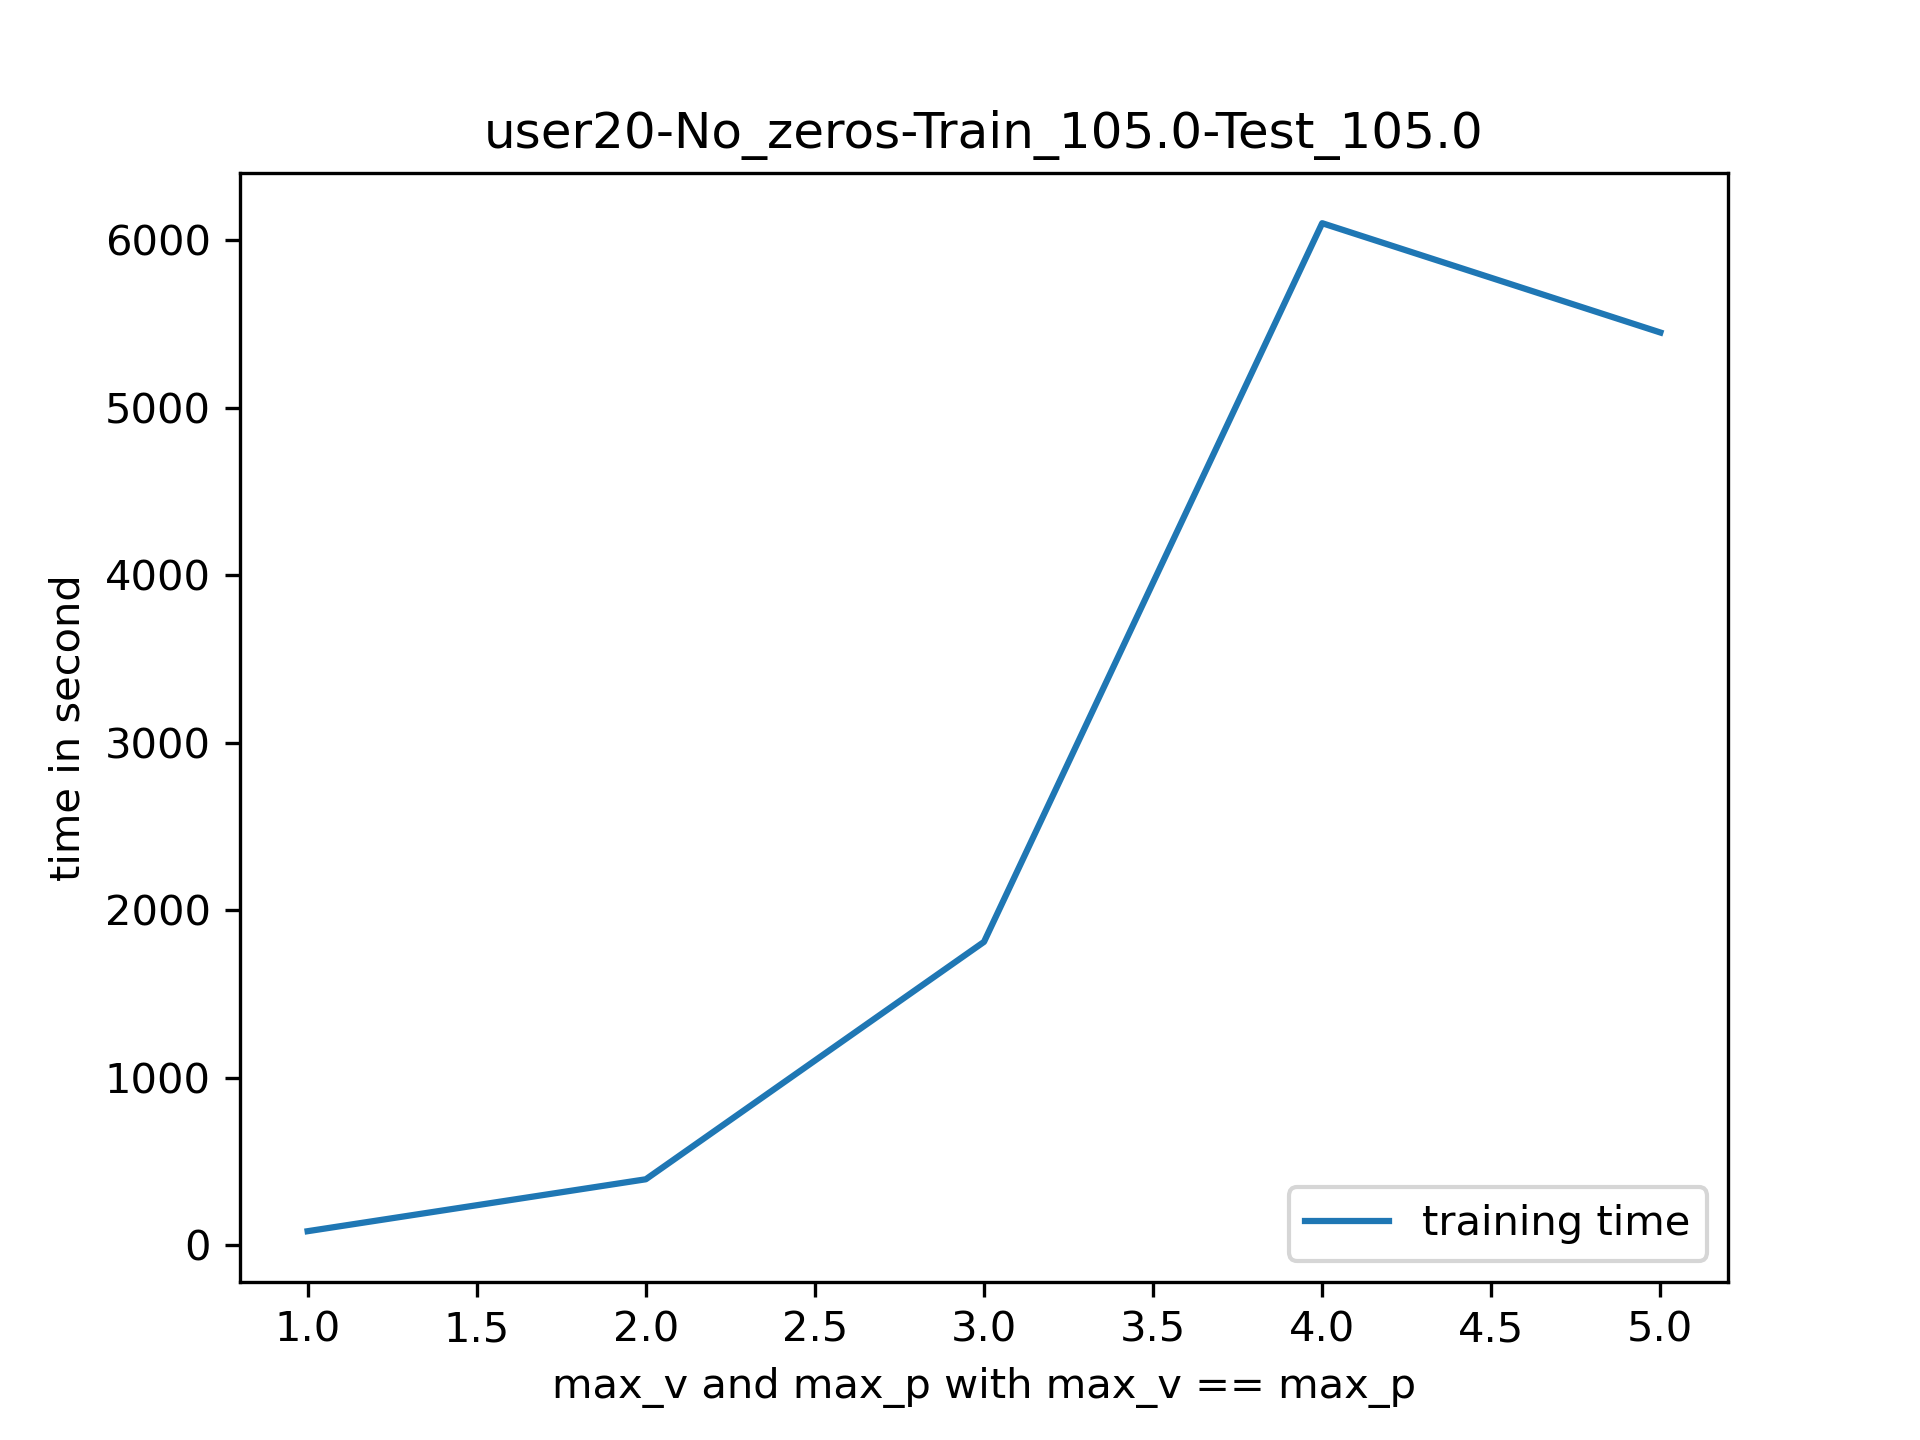 user20-No_zeros-Train_105.0-Test_105.0
time in second
6000
5000
4000
3000
2000
1000
0
training time
1.0 1.5 2.0 2.5 3.0 3.5 4.0 4.5 5.0
max_v and max_p with max_v == max_p